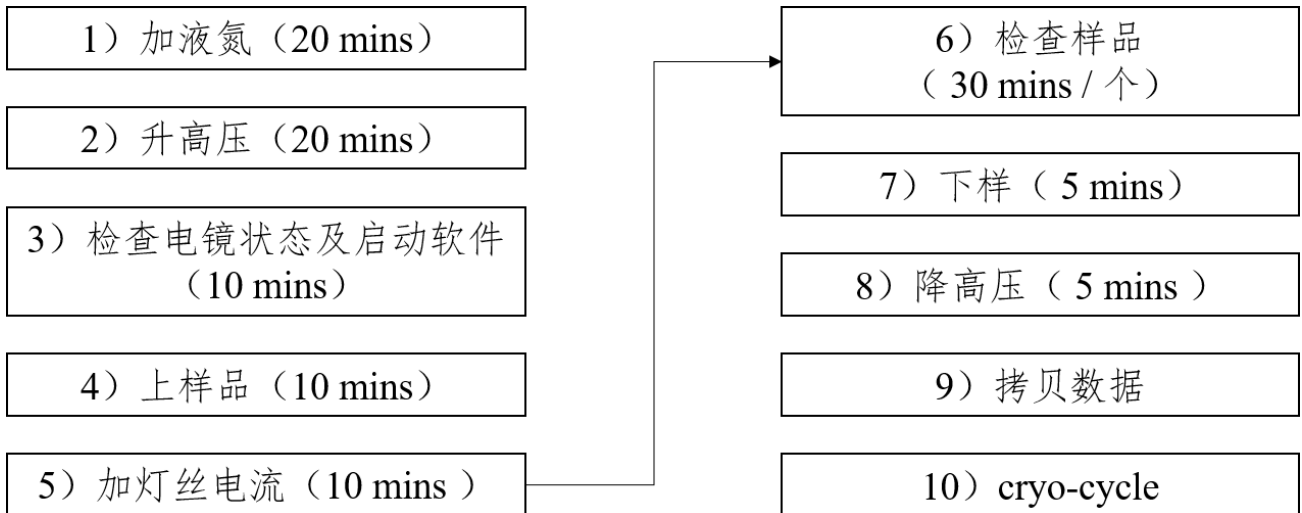 1）加液氮（20 mins）
2）升高压（20 mins）
3）检查电镜状态及启动软件
（10 mins）
4）上样品（10 mins）
5）加灯丝电流（10 mins ）
6）检查样品
（ 30 mins / 个）
7）下样（ 5 mins）
8）降高压（ 5 mins ）
9）拷贝数据
10）cryo-cycle